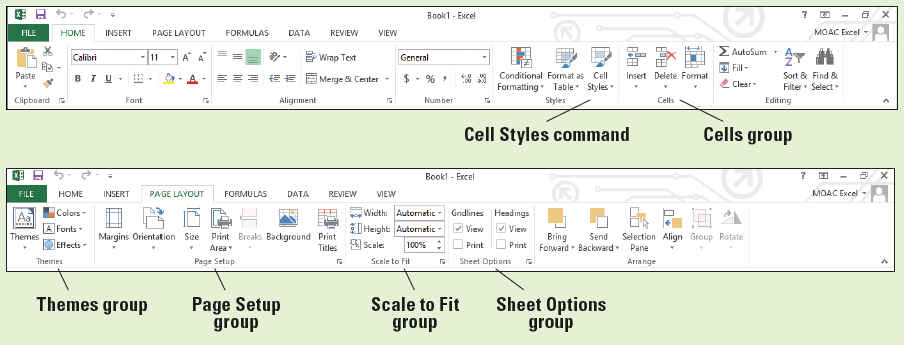 Book1 - Excel
?
FILE HOME INSERT PAGE LAYOUT FORMULAS DATA REVIEW VIEW MOAC Excel
Calibri 11 A A Wrap Text General AutoSum
Paste B I U A Merge & Center $ % , Conditional Formatting Format as Table Cell Styles Insert Delete Format Fill Sort & Filter Find & Select
Clear
Clipboard Font Alignment Number Styles Cells Editing
Cell Styles command Cells group
Book1 - Excel
?
FILE HOME INSERT PAGE LAYOUT FORMULAS DATA REVIEW VIEW MOAC Excel
Aa Colors Width: Automatic Gridlines Headings
Themes A Fonts Margins Orientation Size Print Area Breaks Background Print Titles Height: Automatic View View Bring Forward Send Backward Selection Pane Align Group Rotate
Effects Scale: 100% Print Print
Themes Page Setup Scale to Fit Sheet Options Arrange
Themes group Page Setup group Scale to Fit group Sheet Options group